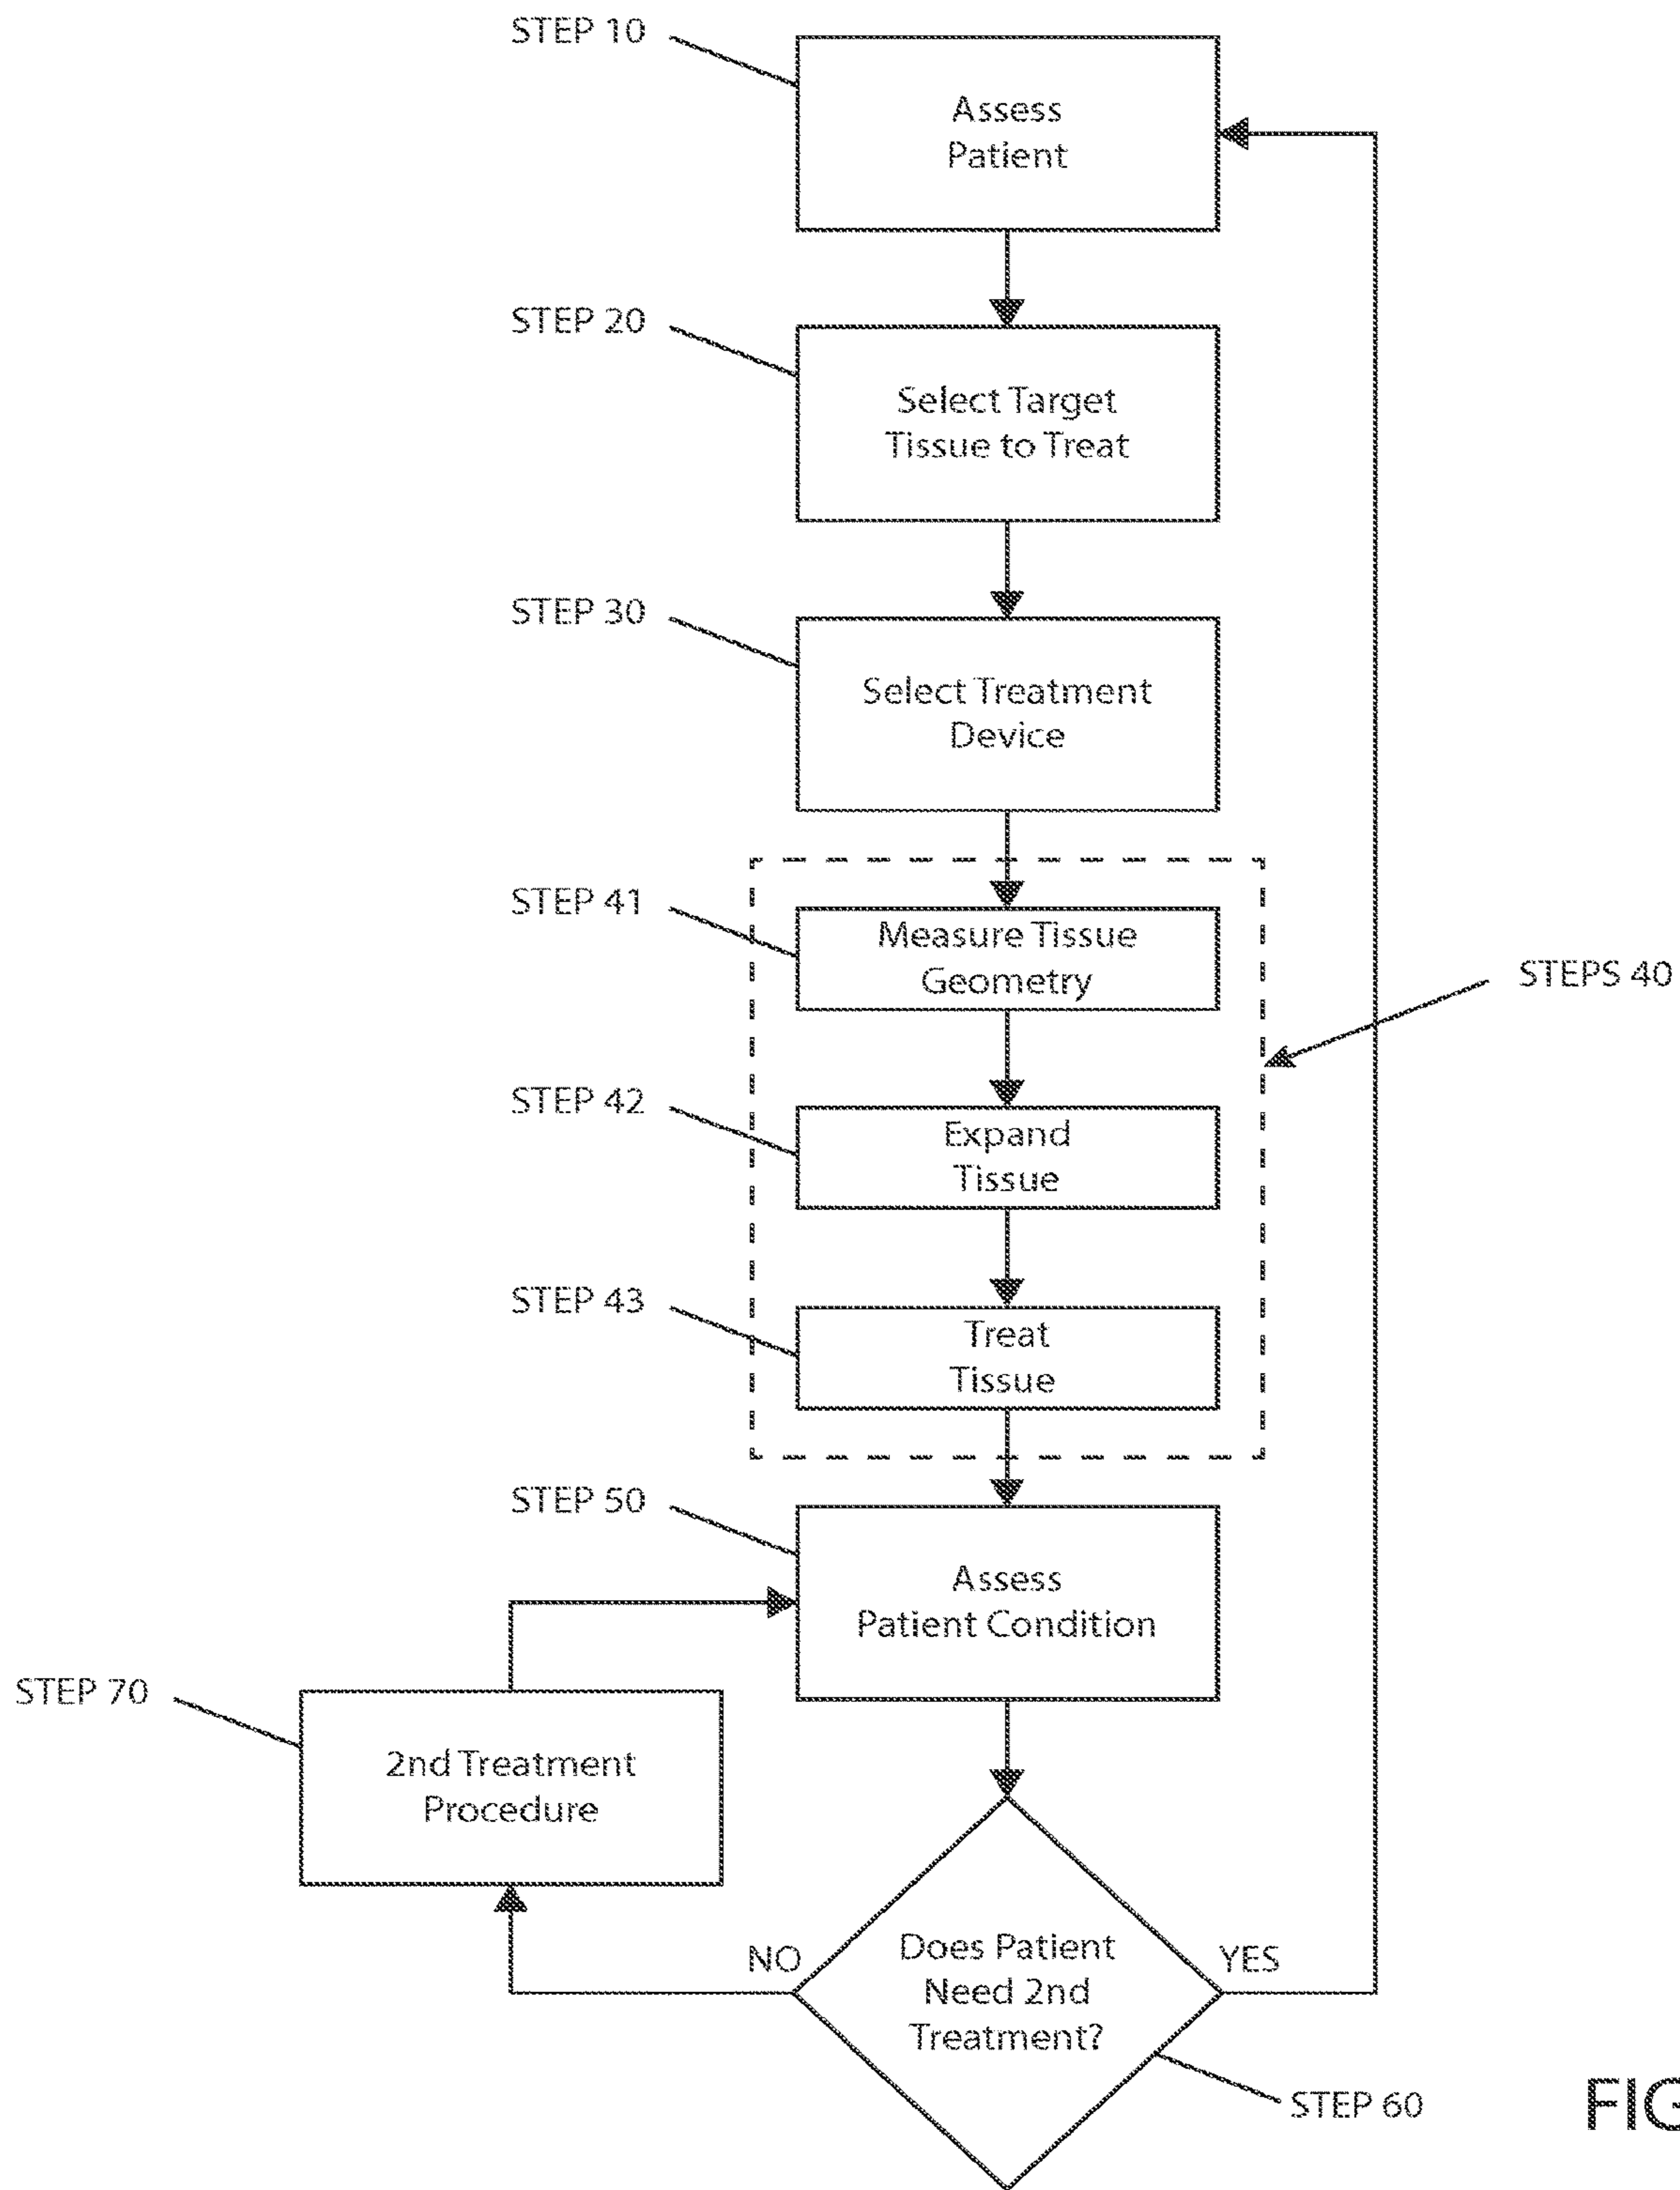 STEP 10
Assess
Patient
STEP 20
Select Target
Tissue to Treat
STEP 30
Select Treatment
Device
STEP 41
Measure Tissue
Geometry
STEPS 40
STEP 42
Expand
Tissue
STEP 43
Treat
Tissue
STEP 50
Assess
Patient Condition
STEP 70
2nd Treatment
Procedure
NO
Does Patient
Need 2nd
Treatment?
YES
STEP 60